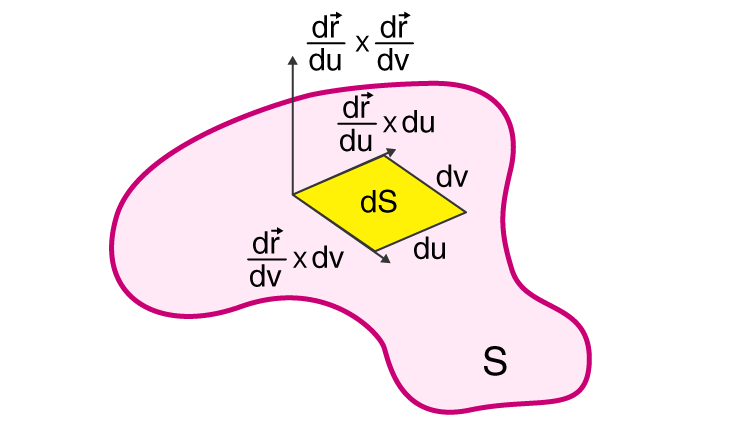 dr⃗/du x dr⃗/dv
dr⃗/du x du
dv
dS
dr⃗/dv x dv
du
S